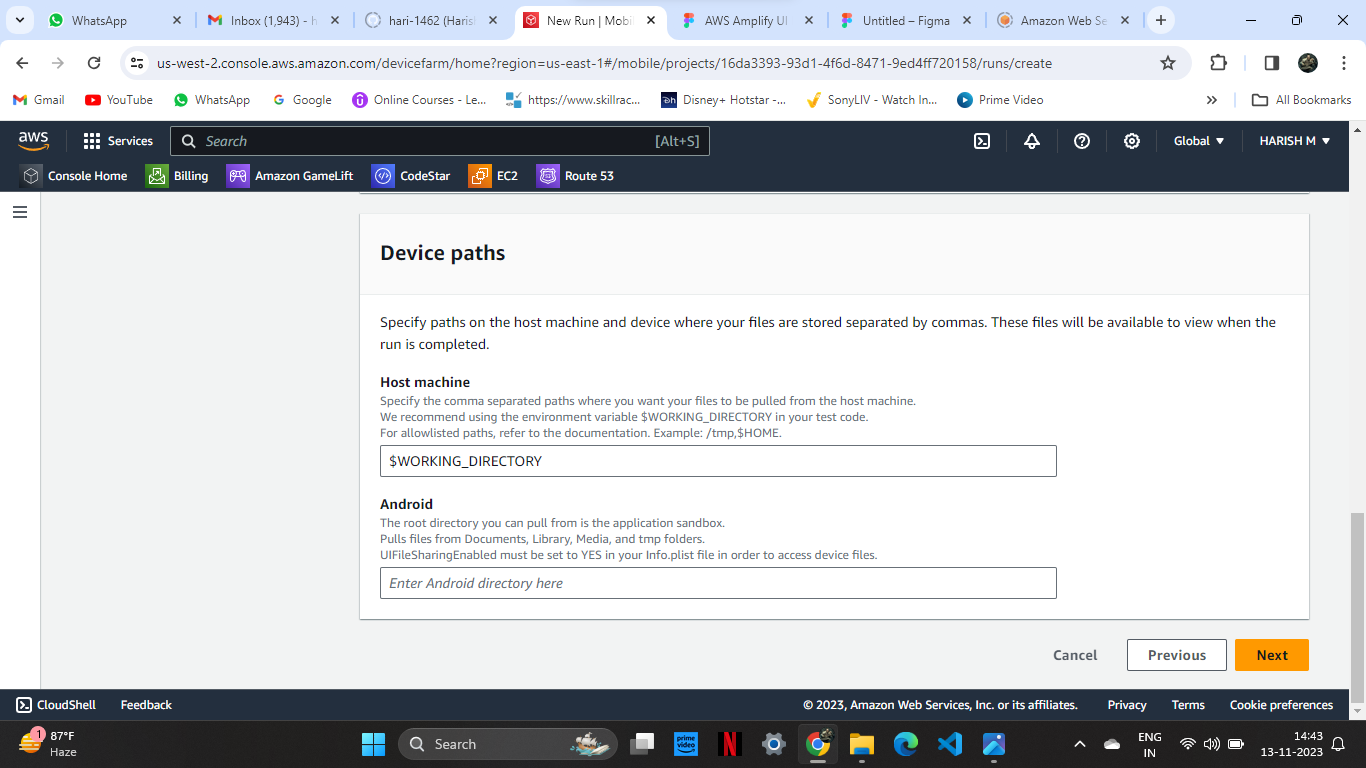 WhatsApp
Inbox (1,943) - h
hari-1462 (Haris
New Run | Mobil
AWS Amplify UI
Untitled – Figma
Amazon Web Se
us-west-2.console.aws.amazon.com/devicefarm/home?region=us-east-1#/mobile/projects/16da3393-93d1-4f6d-8471-9ed4ff720158/runs/create
Gmail
YouTube
WhatsApp
Google
Online Courses - Le...
https://www.skillrac...
Disney+ Hotstar -...
SonyLIV - Watch In...
Prime Video
All Bookmarks
aws
Services
Search
[Alt+S]
Global
HARISH M
Console Home
Billing
Amazon GameLift
CodeStar
EC2
Route 53
Device paths
Specify paths on the host machine and device where your files are stored separated by commas. These files will be available to view when the
run is completed.
Host machine
Specify the comma separated paths where you want your files to be pulled from the host machine.
We recommend using the environment variable $WORKING_DIRECTORY in your test code.
For allowlisted paths, refer to the documentation. Example: /tmp,$HOME.
$WORKING_DIRECTORY
Android
The root directory you can pull from is the application sandbox.
Pulls files from Documents, Library, Media, and tmp folders.
UIFileSharingEnabled must be set to YES in your Info.plist file in order to access device files.
Enter Android directory here
Cancel
Previous
Next
CloudShell
Feedback
© 2023, Amazon Web Services, Inc. or its affiliates.
Privacy
Terms
Cookie preferences
1
87°F
Haze
Search
prime video
N
ENG
IN
14:43
13-11-2023